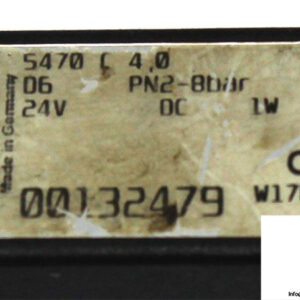 5470 C 4,0
D6 PN2-8bar
24V DC 1W
Made in Germany
00132479
W17